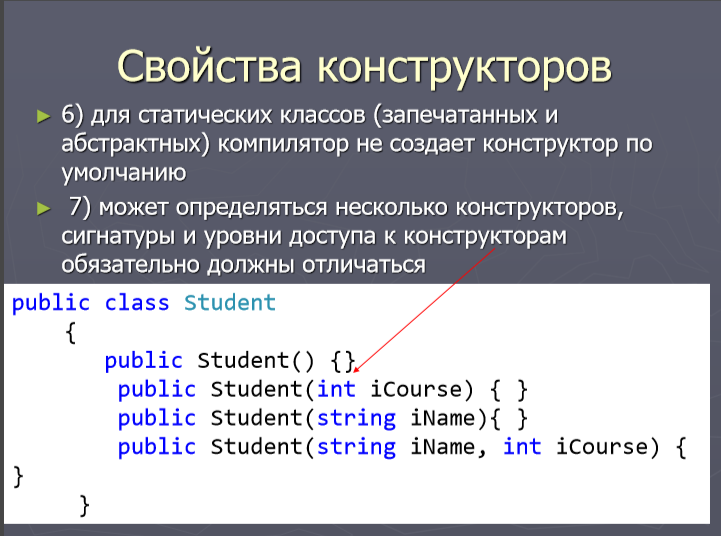 Свойства конструкторов
► 6) для статических классов (запечатанных и
абстрактных) компилятор не создает конструктор по
умолчанию
► 7) может определяться несколько конструкторов,
сигнатуры и уровни доступа к конструкторам
обязательно должны отличаться
public class Student
{
public Student() {}
public Student(int iCourse) { }
public Student(string iName){ }
public Student(string iName, int iCourse) {
}
}